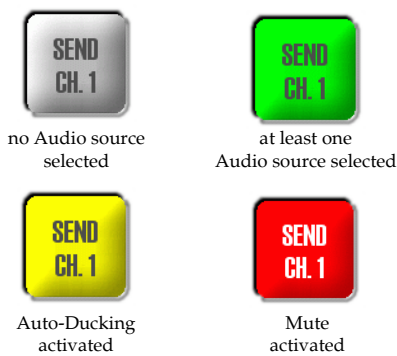 SEND
CH. 1
no Audio source
selected
SEND
CH. 1
at least one
Audio source selected
SEND
CH. 1
Auto-Ducking
activated
SEND
CH. 1
Mute
activated